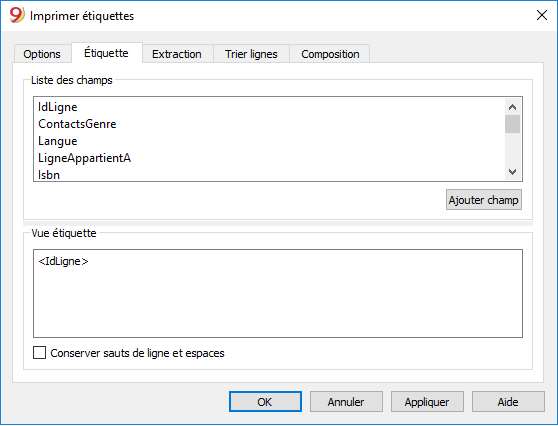 9 Imprimer étiquettes
Options Étiquette Extraction Trier lignes Composition
Liste des champs
IdLigne
ContactsGenre
Langue
LigneAppartientA
Isbn
Ajouter champ
Vue étiquette
<IdLigne>
Conserver sauts de ligne et espaces
OK Annuler Appliquer Aide